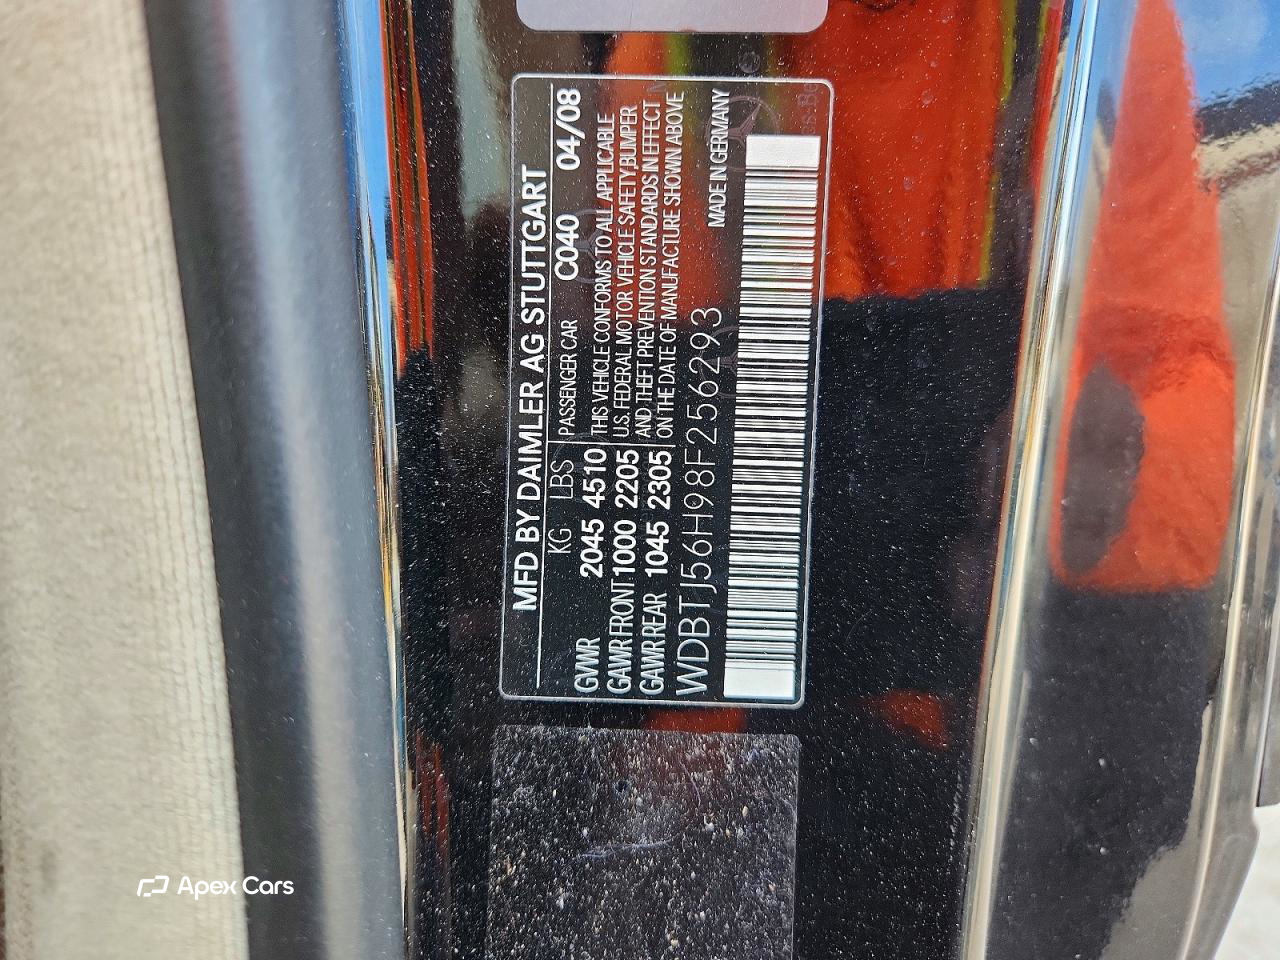 MFD BY DAIMLER AG STUTTGART
KG LBS PASSENGER CAR C040 04/08
GVWR 2045 4510 THIS VEHICLE CONFORMS TO ALL APPLICABLE
GAWR FRONT 1000 2205 U.S. FEDERAL MOTOR VEHICLE SAFETY,BUMPER
GAWR REAR 1045 2305 AND THEFT PREVENTION STANDARDS IN EFFECT
ON THE DATE OF MANUFACTURE SHOWN ABOVE
WDBTJ56H98F256293 MADE IN GERMANY
Apex Cars